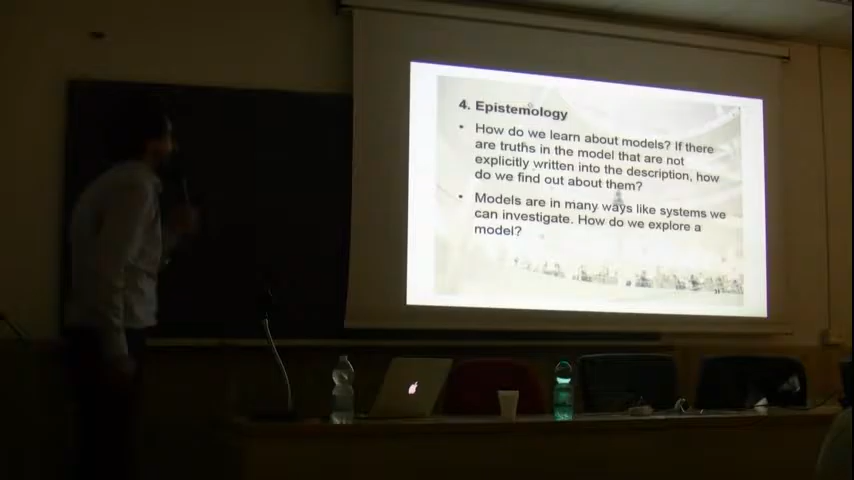 4. Epistemology
• How do we learn about models? If there
are truths in the model that are not
explicitly written into the description, how
do we find out about them?
• Models are in many ways like systems we
can investigate. How do we explore a
model?